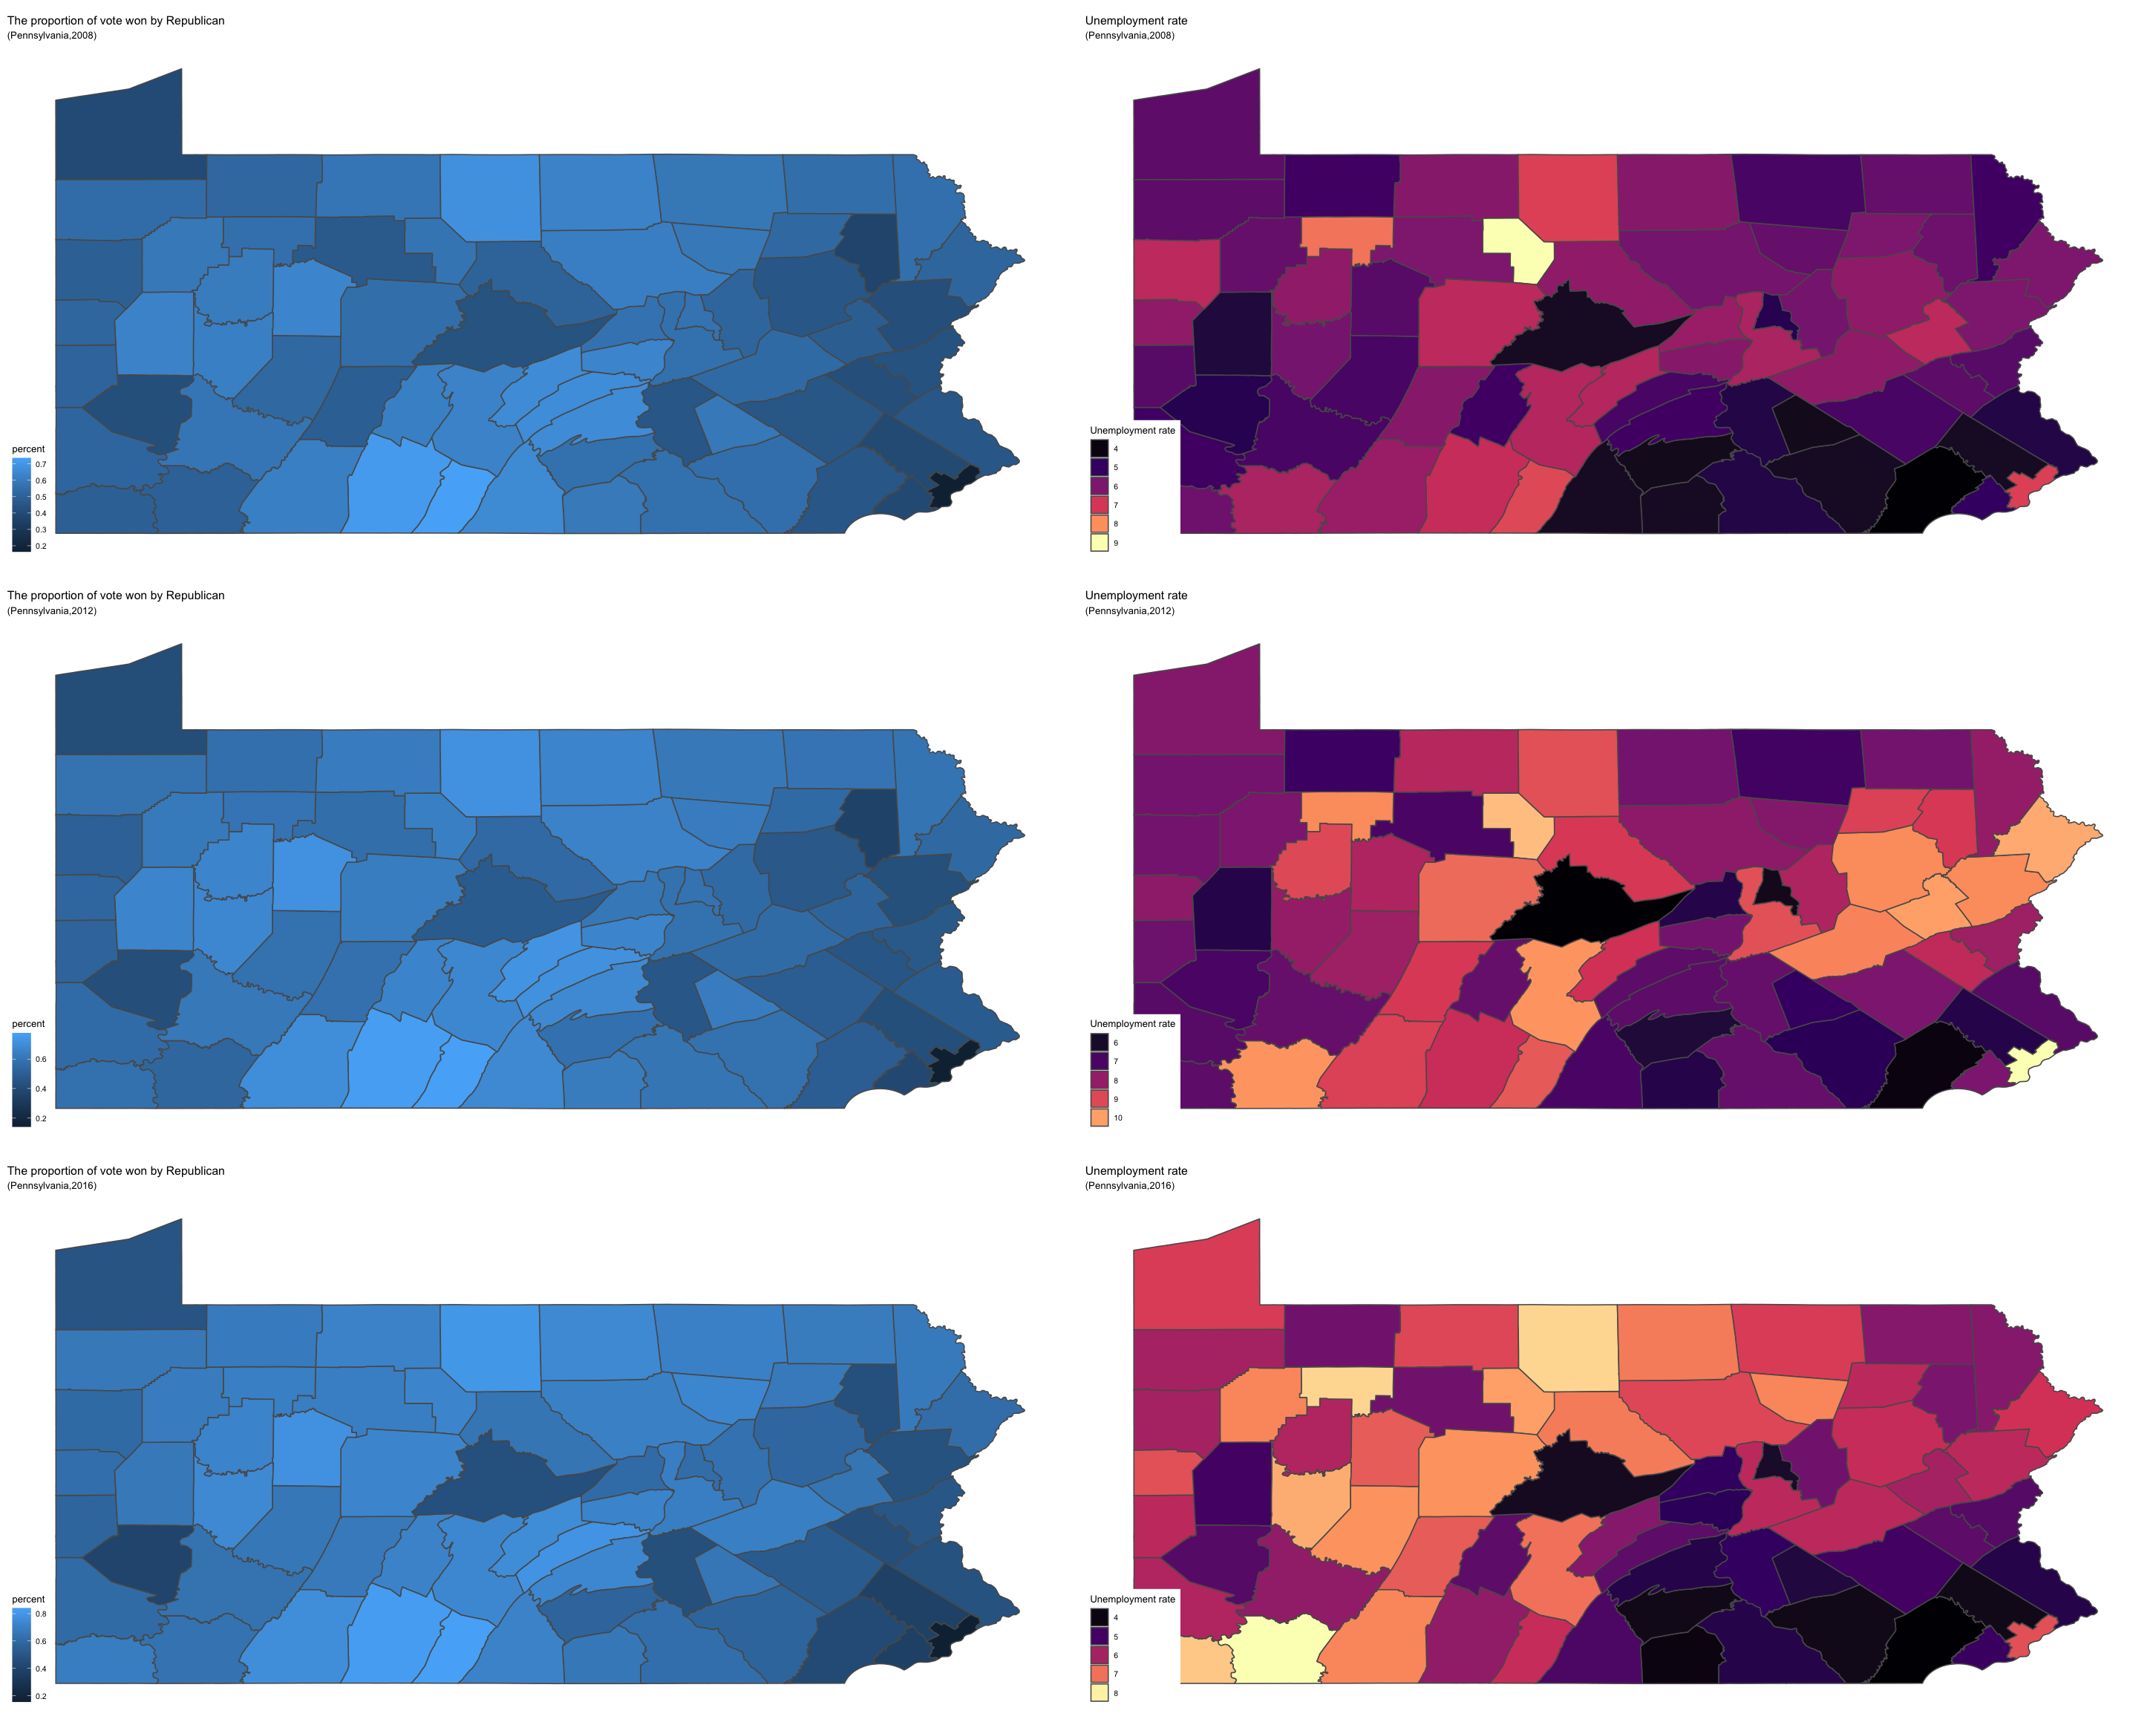 The proportion of vote won by Republican
(Pennsylvania,2008)
percent
0.7
0.6
0.5
0.4
0.3
0.2
Unemployment rate
(Pennsylvania,2008)
Unemployment rate
4
5
6
7
8
9
The proportion of vote won by Republican
(Pennsylvania,2012)
percent
0.6
0.4
0.2
Unemployment rate
(Pennsylvania,2012)
Unemployment rate
6
7
8
9
10
The proportion of vote won by Republican
(Pennsylvania,2016)
percent
0.8
0.6
0.4
0.2
Unemployment rate
(Pennsylvania,2016)
Unemployment rate
4
5
6
7
8